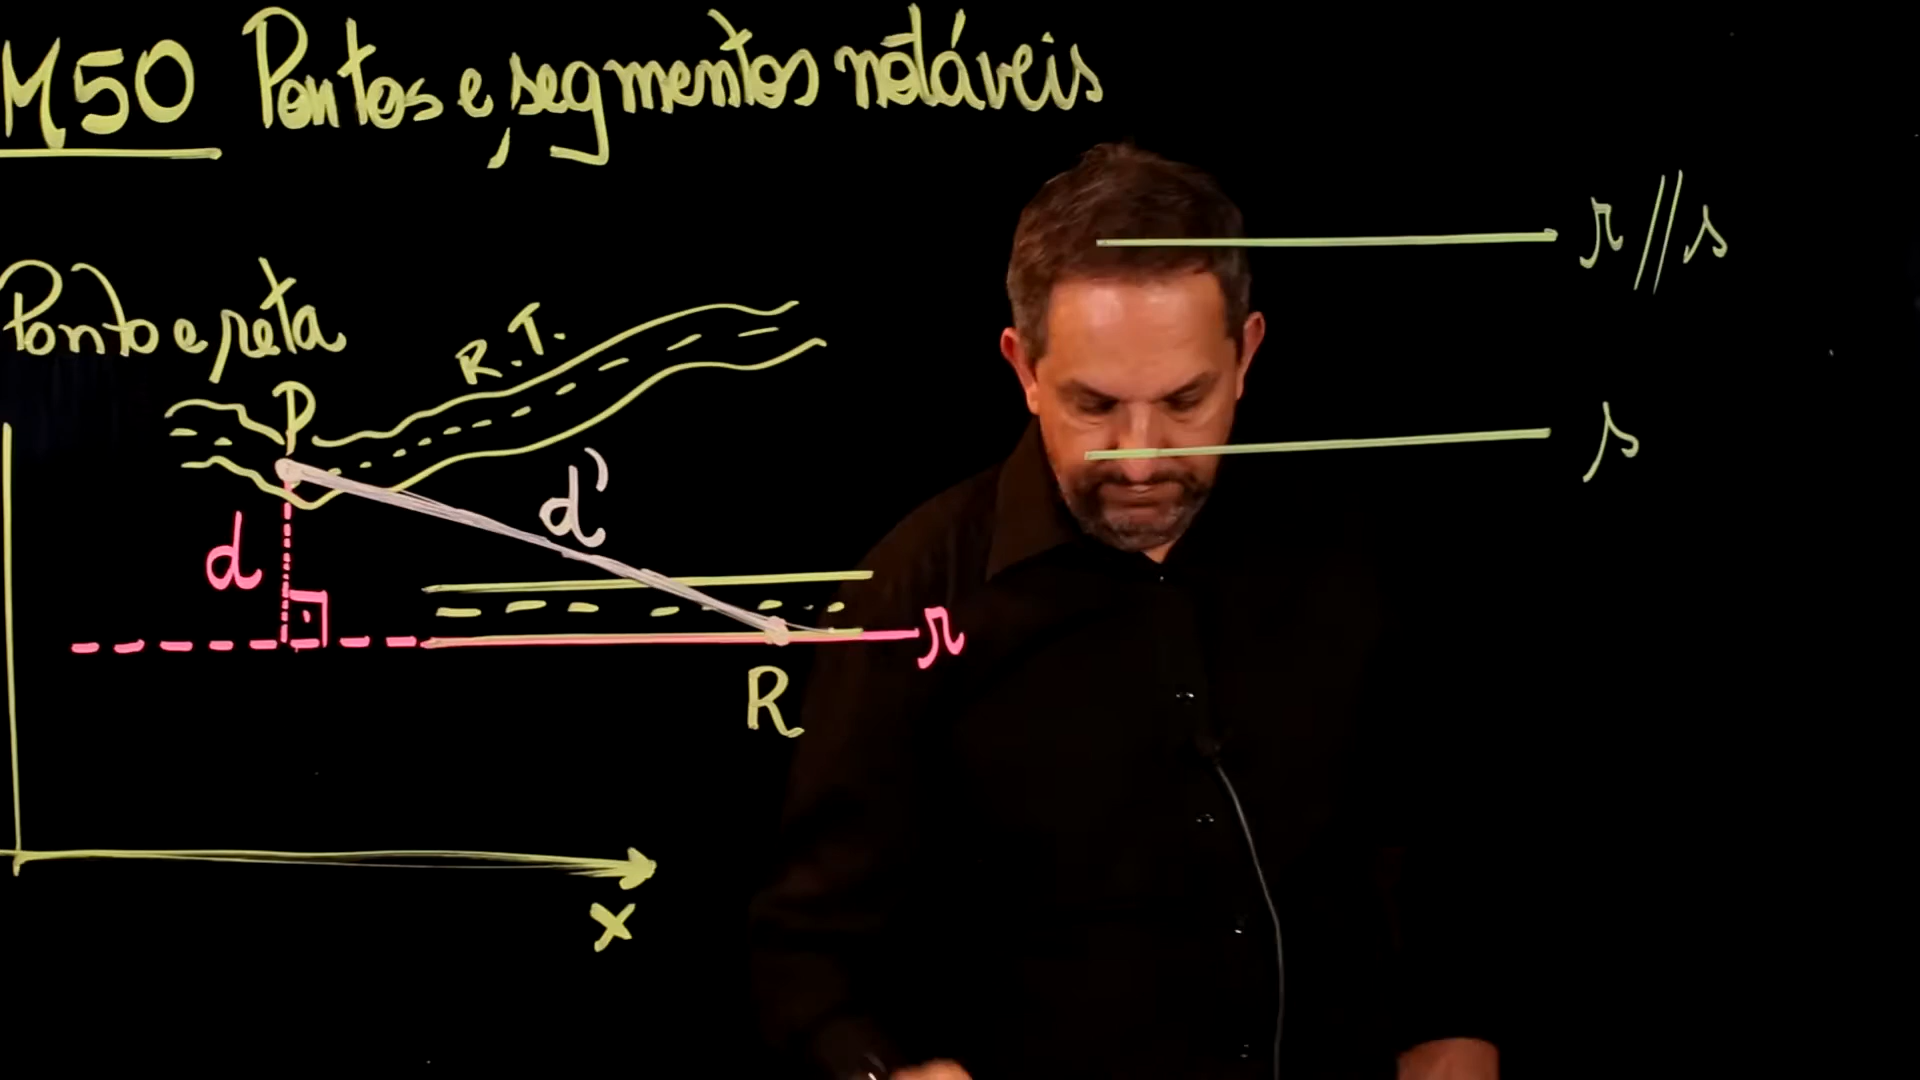 M50 Pontos e segmentos notáveis
r//s
Ponto e reta
R.T.
P
s
d'
d
r
R
x